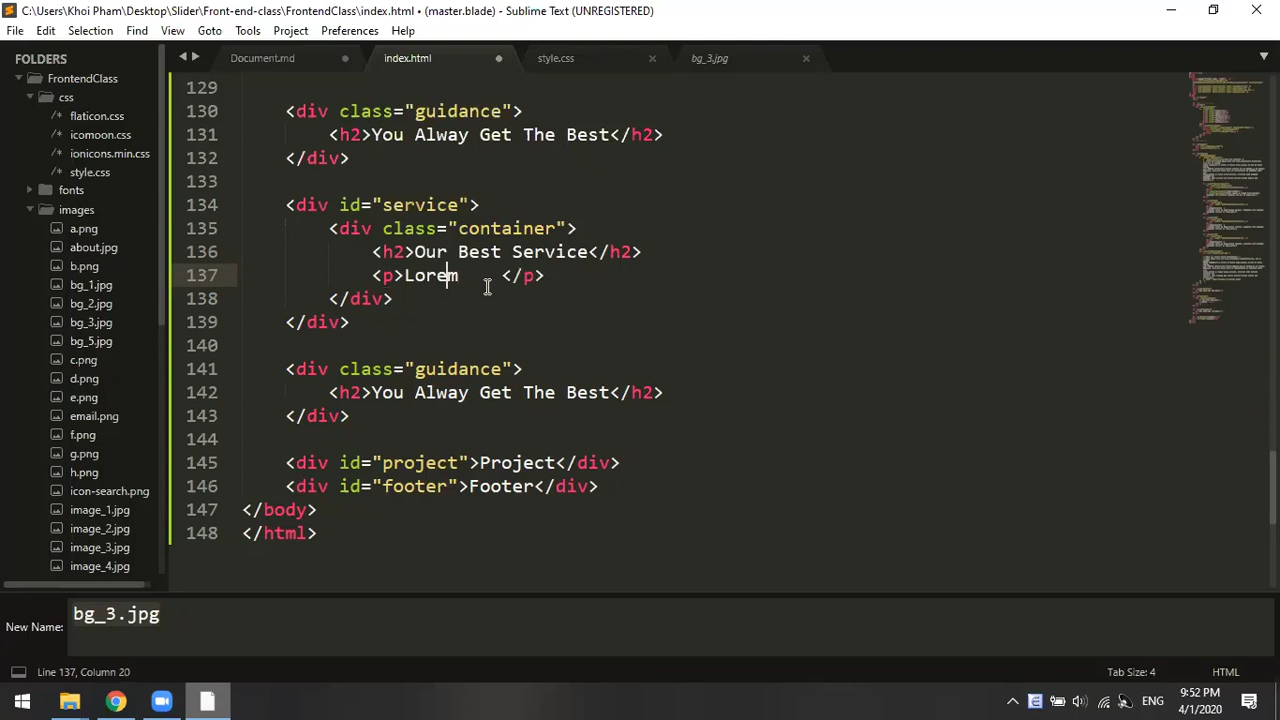 C:\Users\Khoi Pham\Desktop\Slider\Front-end-class\FrontendClass\index.html • (master.blade) - Sublime Text (UNREGISTERED)
File Edit Selection Find View Goto Tools Project Preferences Help
FOLDERS
FrontendClass
css
flaticon.css
icomoon.css
ionicons.min.css
style.css
fonts
images
a.png
about.jpg
b.png
bg_1.jpg
bg_2.jpg
bg_3.jpg
bg_5.jpg
c.png
d.png
e.png
email.png
f.png
g.png
h.png
icon-search.png
image_1.jpg
image_2.jpg
image_3.jpg
image_4.jpg
Document.md index.html style.css bg_3.jpg
129
130 <div class="guidance">
131 <h2>You Alway Get The Best</h2>
132 </div>
133
134 <div id="service">
135 <div class="container">
136 <h2>Our Best Service</h2>
137 <p>Lorem </p>
138 </div>
139 </div>
140
141 <div class="guidance">
142 <h2>You Alway Get The Best</h2>
143 </div>
144
145 <div id="project">Project</div>
146 <div id="footer">Footer</div>
147 </body>
148 </html>
New Name: bg_3.jpg
Line 137, Column 20 Tab Size: 4 HTML
ENG
9:52 PM
4/1/2020